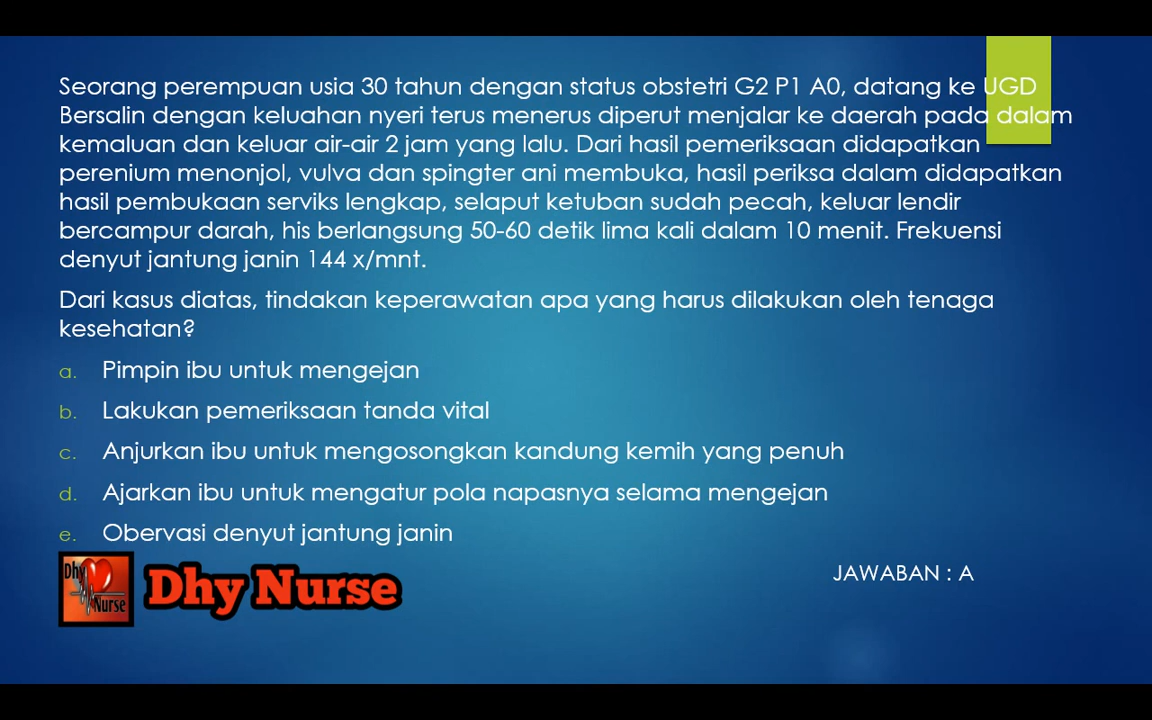 Seorang perempuan usia 30 tahun dengan status obstetri G2 P1 A0, datang ke UGD
Bersalin dengan keluahan nyeri terus menerus diperut menjalar ke daerah pada dalam
kemaluan dan keluar air-air 2 jam yang lalu. Dari hasil pemeriksaan didapatkan
perenium menonjol, vulva dan spingter ani membuka, hasil periksa dalam didapatkan
hasil pembukaan serviks lengkap, selaput ketuban sudah pecah, keluar lendir
bercampur darah, his berlangsung 50-60 detik lima kali dalam 10 menit. Frekuensi
denyut jantung janin 144 x/mnt.
Dari kasus diatas, tindakan keperawatan apa yang harus dilakukan oleh tenaga
kesehatan?
a. Pimpin ibu untuk mengejan
b. Lakukan pemeriksaan tanda vital
c. Anjurkan ibu untuk mengosongkan kandung kemih yang penuh
d. Ajarkan ibu untuk mengatur pola napasnya selama mengejan
e. Obervasi denyut jantung janin
Dhy
Nurse
Dhy Nurse
JAWABAN : A